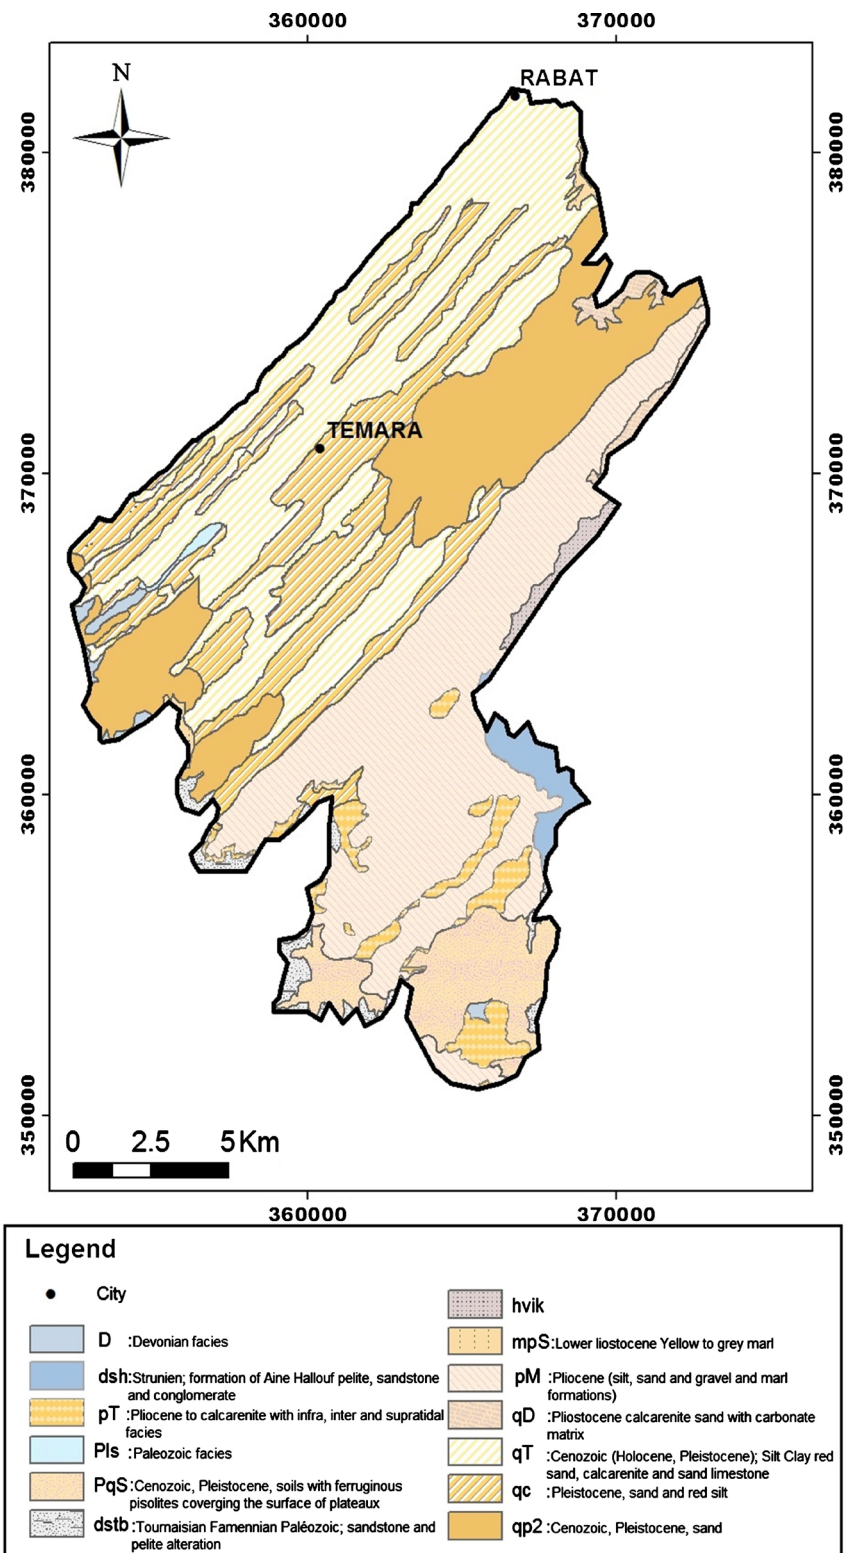 360000 370000
N
RABAT
380000 380000
TEMARA
370000 370000
360000 360000
350000 350000
0 2.5 5Km
360000 370000
Legend
City
D :Devonian facies
dsh:Strunien; formation of Aine Hallouf pelite, sandstone
and conglomerate
pT :Pliocene to calcarenite with infra, inter and supratidal
facies
Pls :Paleozoic facies
PqS:Cenozoic, Pleistocene, soils with ferruginous
pisolites coverging the surface of plateaux
dstb:Tournaisian Famennian Paléozoic; sandstone and
pelite alteration
hvik
mpS:Lower liostocene Yellow to grey marl
pM :Pliocene (silt, sand and gravel and marl
formations)
qD :Pliostocene calcarenite sand with carbonate
matrix
qT :Cenozoic (Holocene, Pleistocene); Silt Clay red
sand, calcarenite and sand limestone
qc :Pleistocene, sand and red silt
qp2:Cenozoic, Pleistocene, sand